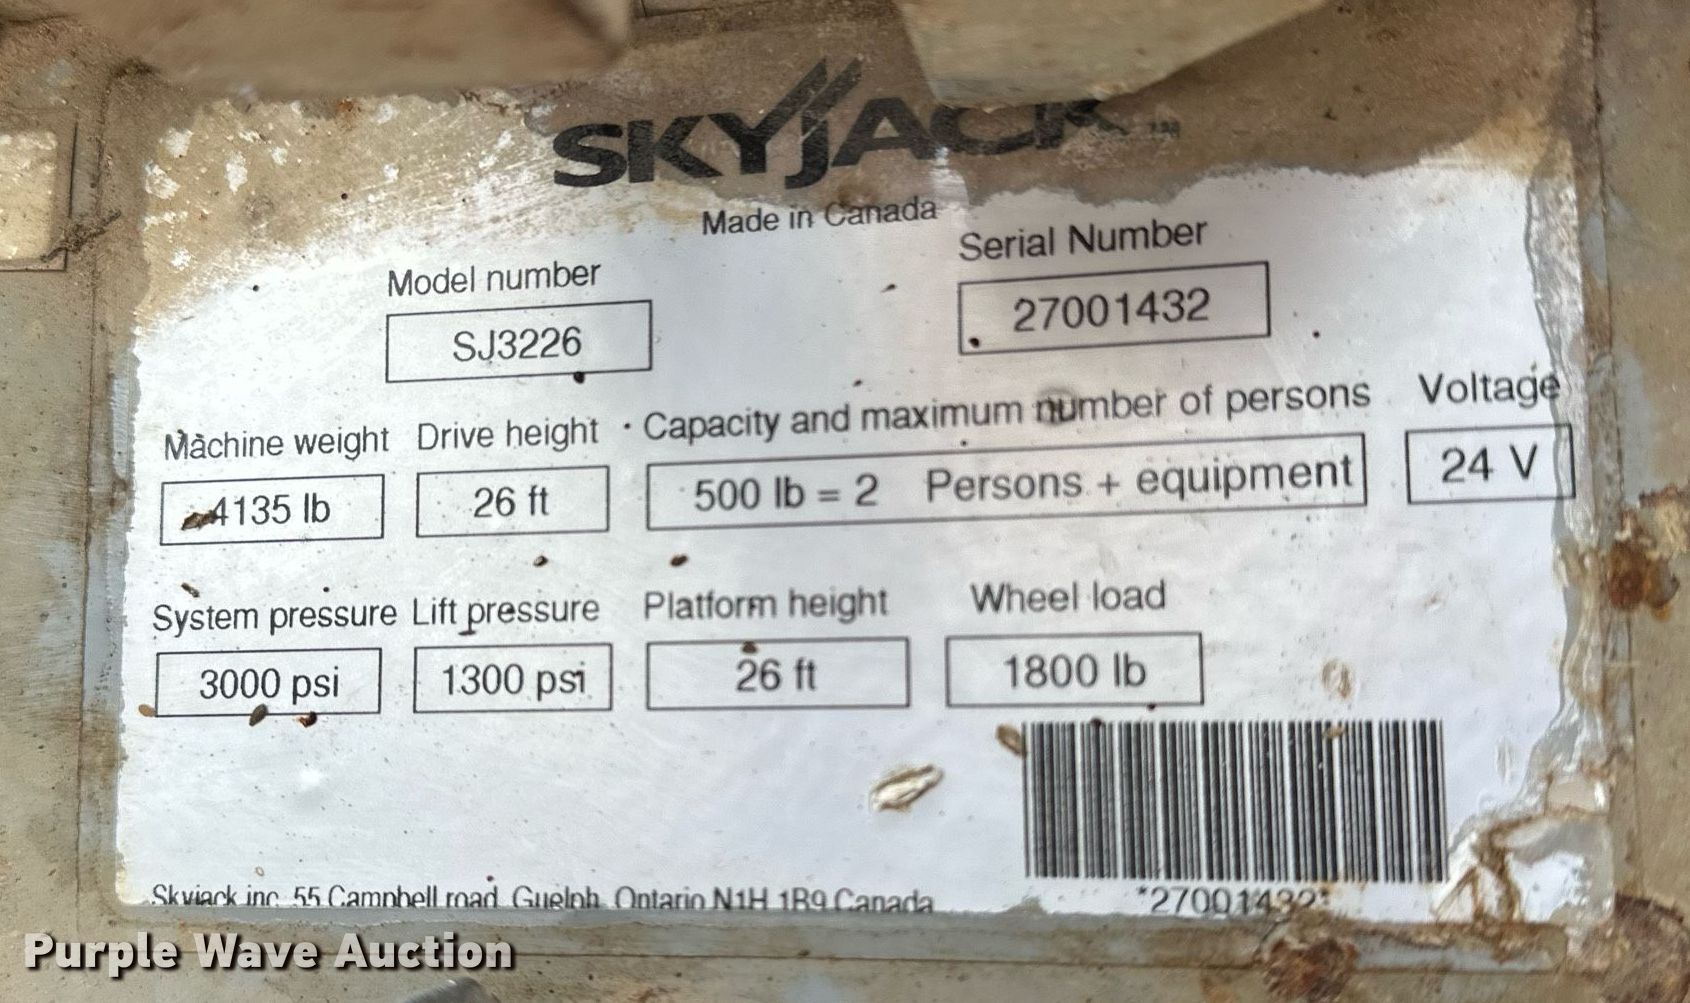 SKYJACK
Made in Canada
Model number
Serial Number
SJ3226
27001432
Machine weight
Drive height
Capacity and maximum number of persons
Voltage
4135 lb
26 ft
500 lb = 2 Persons + equipment
24 V
System pressure
Lift pressure
Platform height
Wheel load
3000 psi
1300 psi
26 ft
1800 lb
*27001432*
Skyjack inc. 55 Campbell road Guelph Ontario N1H 1B9 Canada
Purple Wave Auction